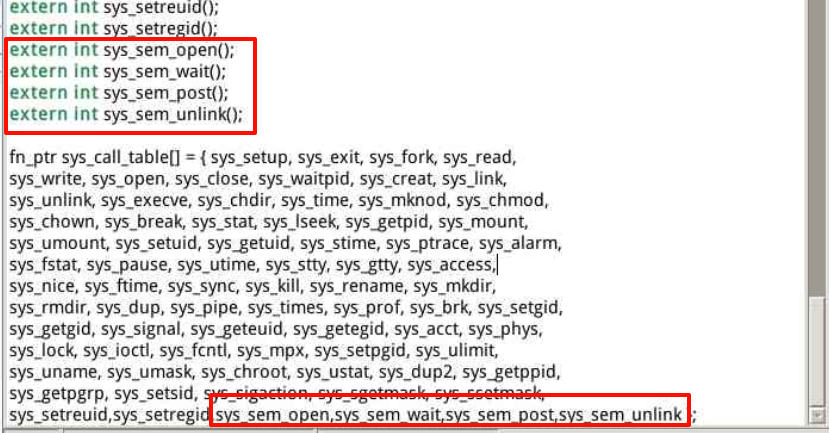 extern int sys_setreuid();
extern int sys_setregid();
extern int sys_sem_open();
extern int sys_sem_wait();
extern int sys_sem_post();
extern int sys_sem_unlink();
fn_ptr sys_call_table[] = { sys_setup, sys_exit, sys_fork, sys_read,
sys_write, sys_open, sys_close, sys_waitpid, sys_creat, sys_link,
sys_unlink, sys_execve, sys_chdir, sys_time, sys_mknod, sys_chmod,
sys_chown, sys_break, sys_stat, sys_lseek, sys_getpid, sys_mount,
sys_umount, sys_setuid, sys_getuid, sys_stime, sys_ptrace, sys_alarm,
sys_fstat, sys_pause, sys_utime, sys_stty, sys_gtty, sys_access,
sys_nice, sys_ftime, sys_sync, sys_kill, sys_rename, sys_mkdir,
sys_rmdir, sys_dup, sys_pipe, sys_times, sys_prof, sys_brk, sys_setgid,
sys_getgid, sys_signal, sys_geteuid, sys_getegid, sys_acct, sys_phys,
sys_lock, sys_ioctl, sys_fcntl, sys_mpx, sys_setpgid, sys_ulimit,
sys_uname, sys_umask, sys_chroot, sys_ustat, sys_dup2, sys_getppid,
sys_getpgrp, sys_setsid, sys_sigaction, sys_sgetmask, sys_ssetmask,
sys_setreuid,sys_setregid,sys_sem_open,sys_sem_wait,sys_sem_post,sys_sem_unlink ;